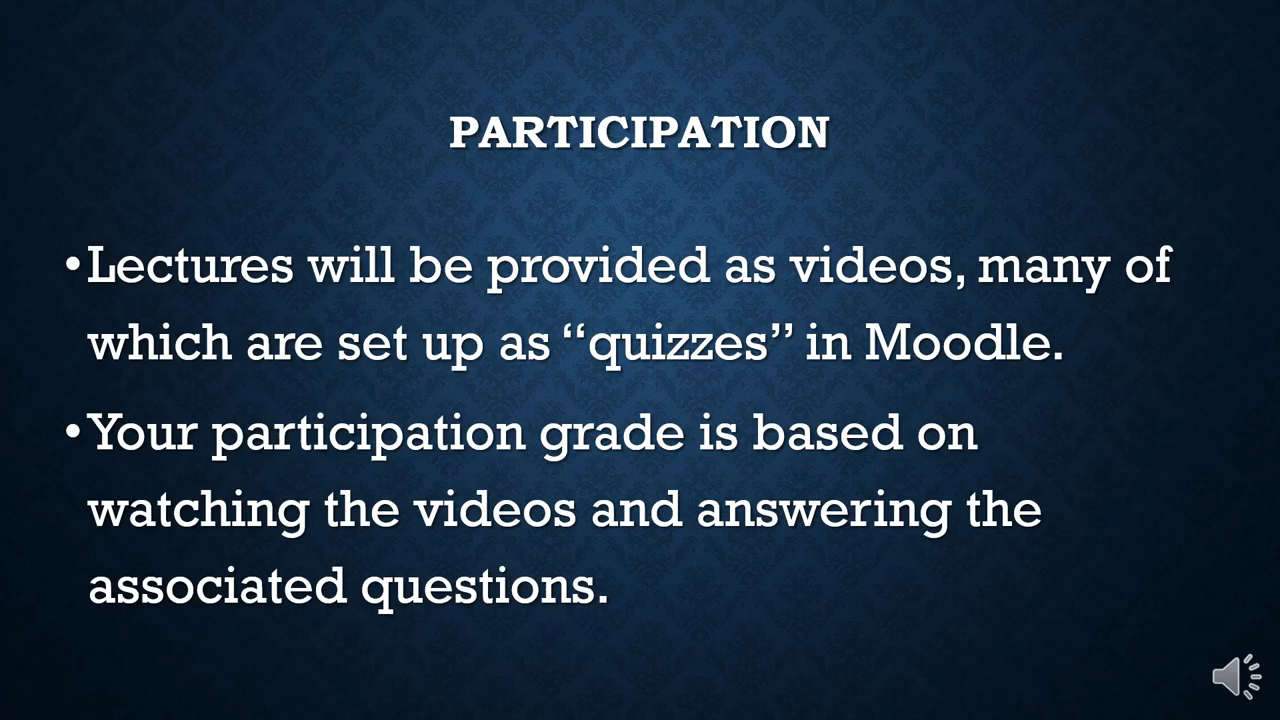 PARTICIPATION
•Lectures will be provided as videos, many of
which are set up as “quizzes” in Moodle.
•Your participation grade is based on
watching the videos and answering the
associated questions.